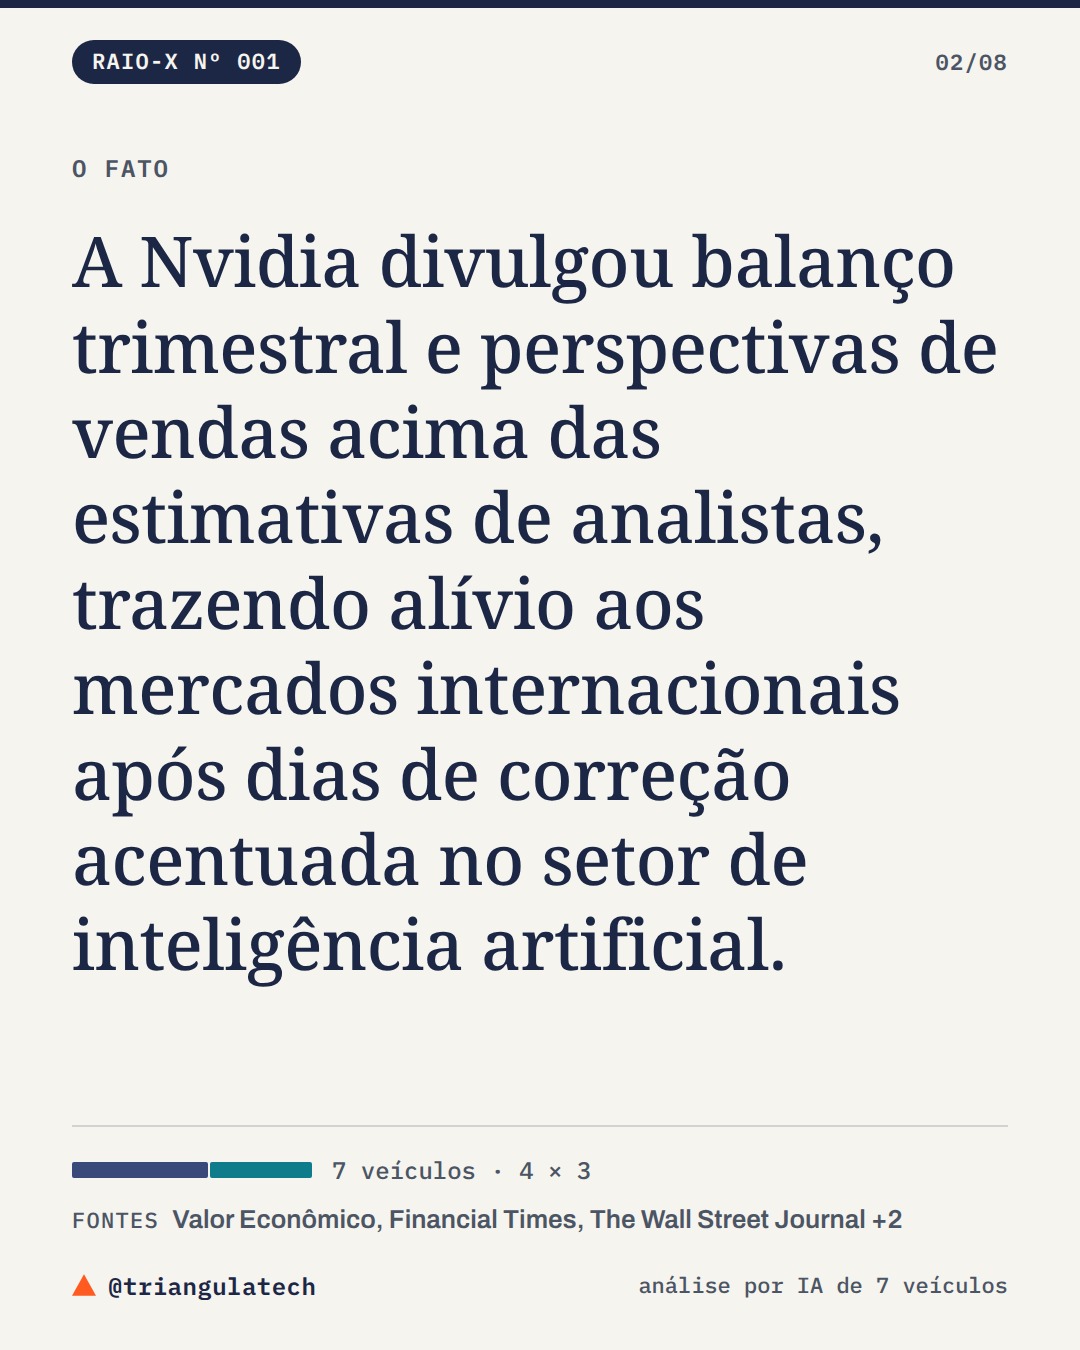 RAIO-X Nº 001
02/08
O FATO
A Nvidia divulgou balanço
trimestral e perspectivas de
vendas acima das
estimativas de analistas,
trazendo alívio aos
mercados internacionais
após dias de correção
acentuada no setor de
inteligência artificial.
7 veículos · 4 × 3
FONTES Valor Econômico, Financial Times, The Wall Street Journal +2
@triangulatech
análise por IA de 7 veículos